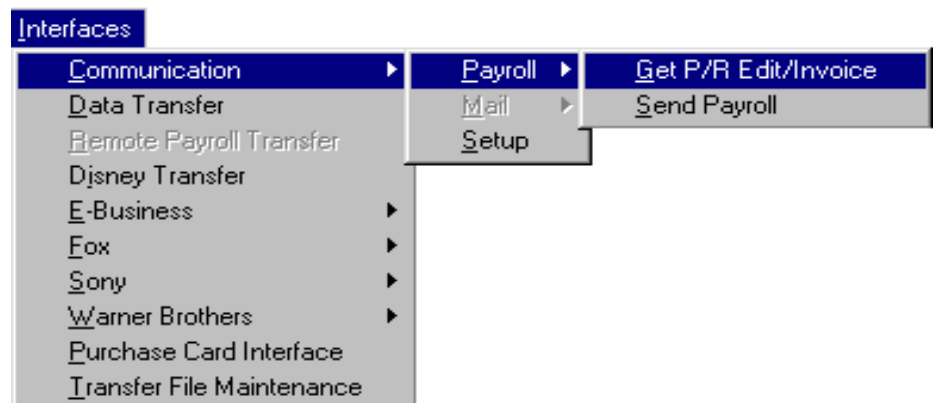 Interfaces
Communication
Data Transfer
Remote Payroll Transfer
Disney Transfer
E-Business
Fox
Sony
Warner Brothers
Purchase Card Interface
Transfer File Maintenance
Payroll
Mail
Setup
Get P/R Edit/Invoice
Send Payroll